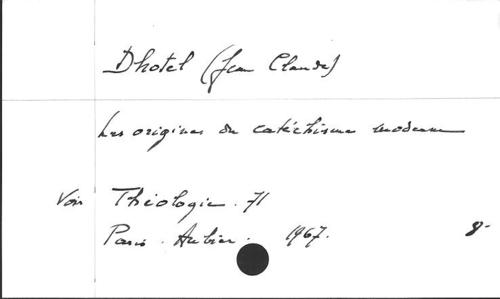 Dhotel (Jean Claude)
Les origines du catéchisme moderne
Voir Théologie. 71
Paris. Aubier. 1967. 8-